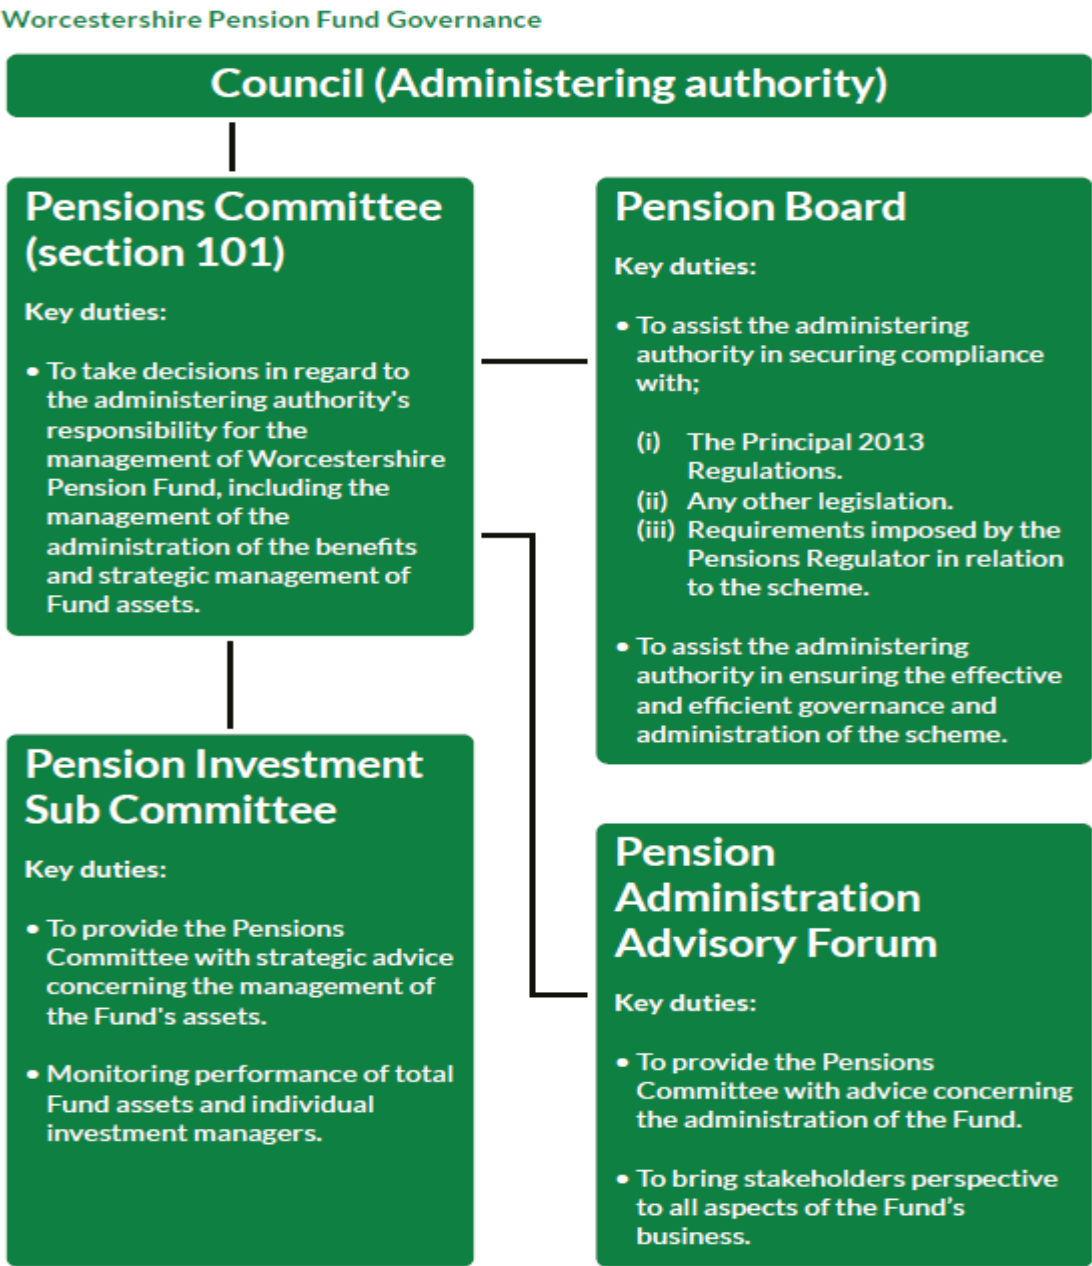 Worcestershire Pension Fund Governance
Council (Administering authority)
Pensions Committee
(section 101)
Key duties:
• To take decisions in regard to
the administering authority's
responsibility for the
management of Worcestershire
Pension Fund, including the
management of the
administration of the benefits
and strategic management of
Fund assets.
Pension Board
Key duties:
• To assist the administering
authority in securing compliance
with;
(i) The Principal 2013
Regulations.
(ii) Any other legislation.
(iii) Requirements imposed by the
Pensions Regulator in relation
to the scheme.
• To assist the administering
authority in ensuring the effective
and efficient governance and
administration of the scheme.
Pension Investment
Sub Committee
Key duties:
• To provide the Pensions
Committee with strategic advice
concerning the management of
the Fund's assets.
• Monitoring performance of total
Fund assets and individual
investment managers.
Pension
Administration
Advisory Forum
Key duties:
• To provide the Pensions
Committee with advice concerning
the administration of the Fund.
• To bring stakeholders perspective
to all aspects of the Fund’s
business.